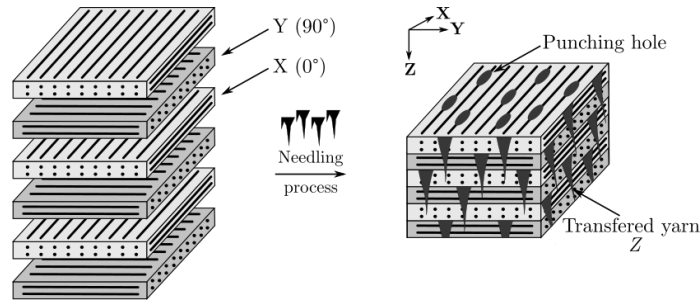 Y (90°)
X (0°)
Needling
process
X
Y
Z
Punching hole
Transfered yarn
Z